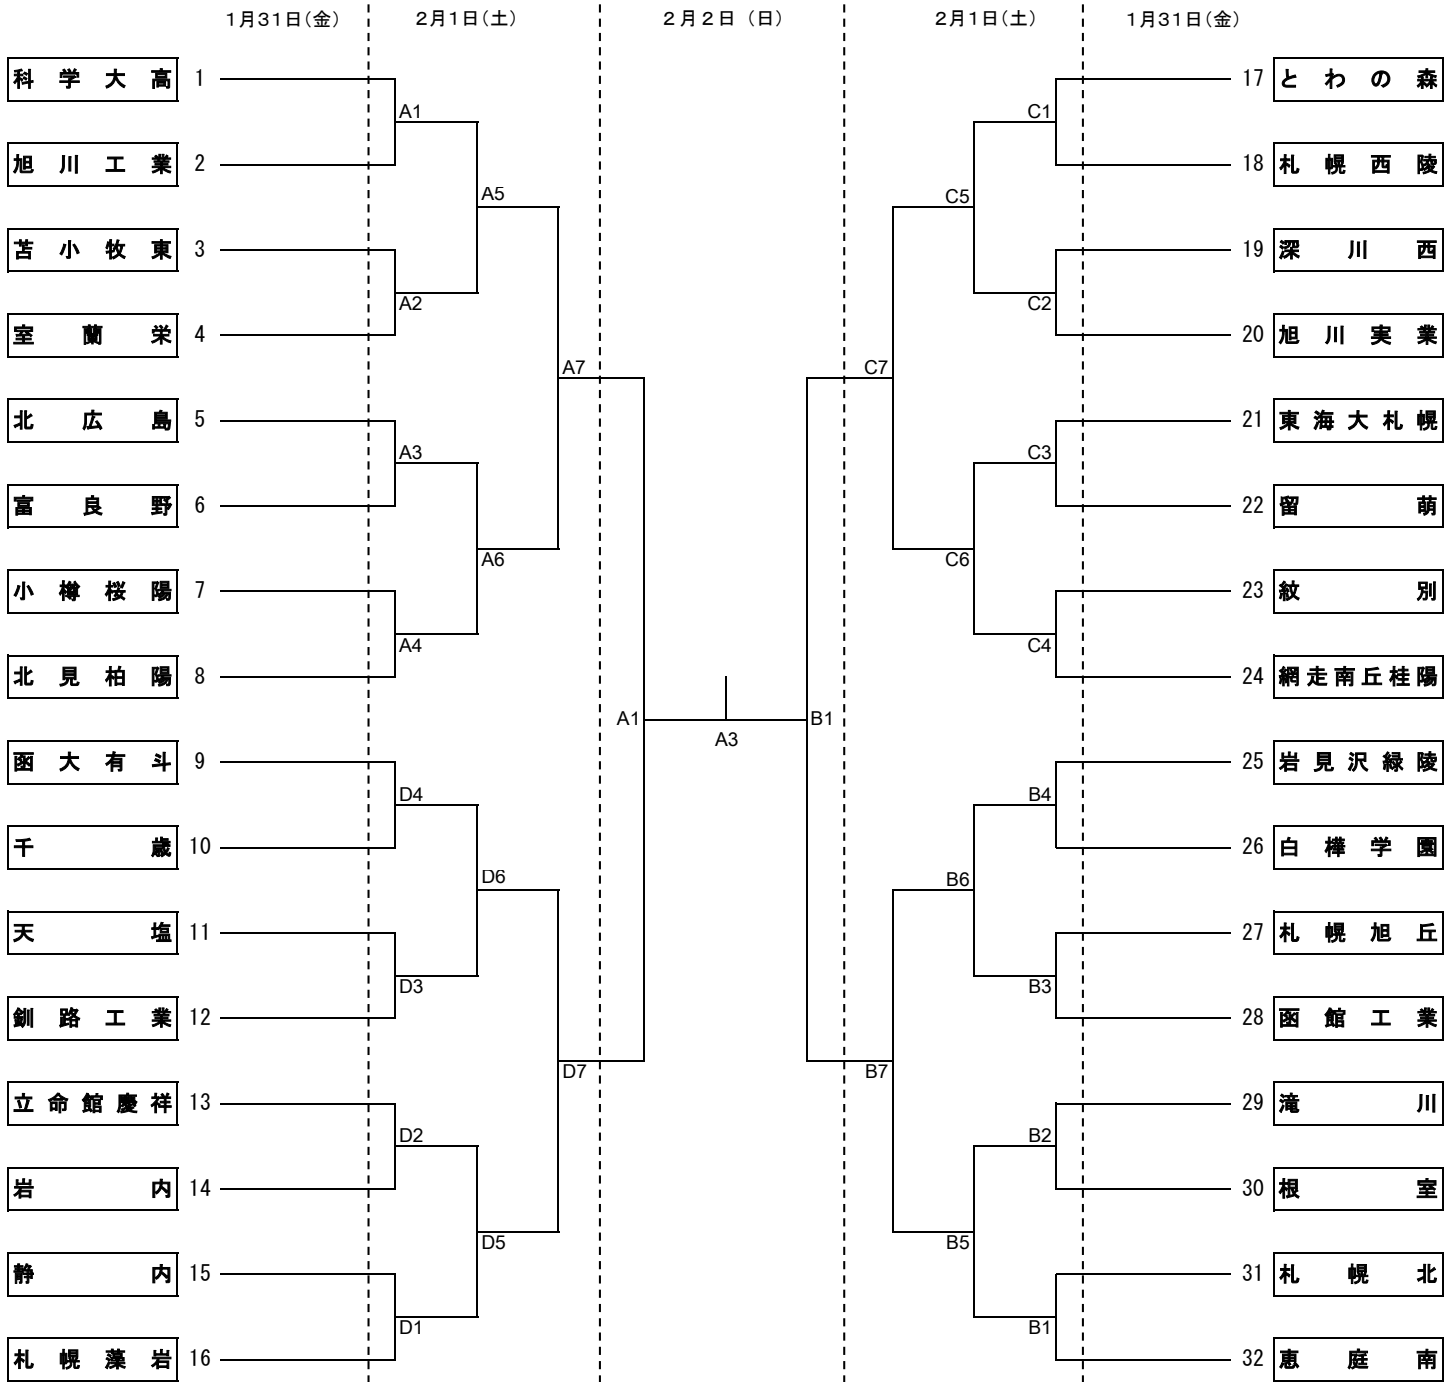 1月31日(金) 2月1日(土) 2月2日(日) 2月1日(土) 1月31日(金)
科学大高 1 17 とわの森
A1 C1
旭川工業 2 18 札幌西陵
A5 C5
苫小牧東 3 19 深川西
A2 C2
室蘭栄 4 20 旭川実業
A7 C7
北広島 5 21 東海大札幌
A3 C3
富良野 6 22 留萌
A6 C6
小樽桜陽 7 23 紋別
A4 C4
北見柏陽 8 24 網走南丘桂陽
A1 B1
A3
函大有斗 9 25 岩見沢緑陵
D4 B4
千歳 10 26 白樺学園
D6 B6
天塩 11 27 札幌旭丘
D3 B3
釧路工業 12 28 函館工業
D7 B7
立命館慶祥 13 29 滝川
D2 B2
岩内 14 30 根室
D5 B5
静内 15 31 札幌北
D1 B1
札幌藻岩 16 32 恵庭南